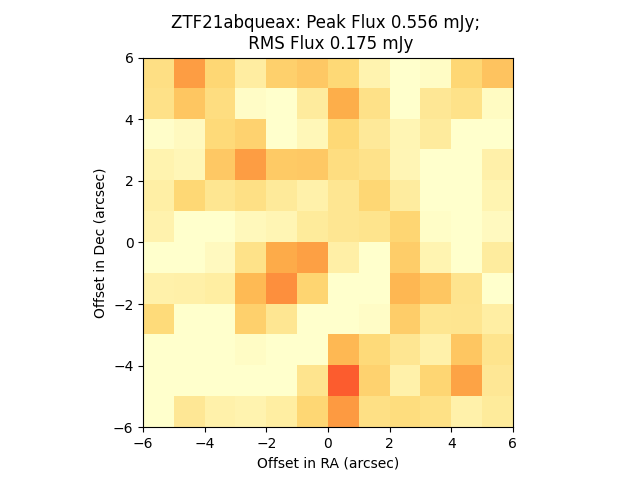 ZTF21abqueax: Peak Flux 0.556 mJy;
RMS Flux 0.175 mJy
6
4
2
0
−2
−4
−6
Offset in Dec (arcsec)
−6 −4 −2 0 2 4 6
Offset in RA (arcsec)